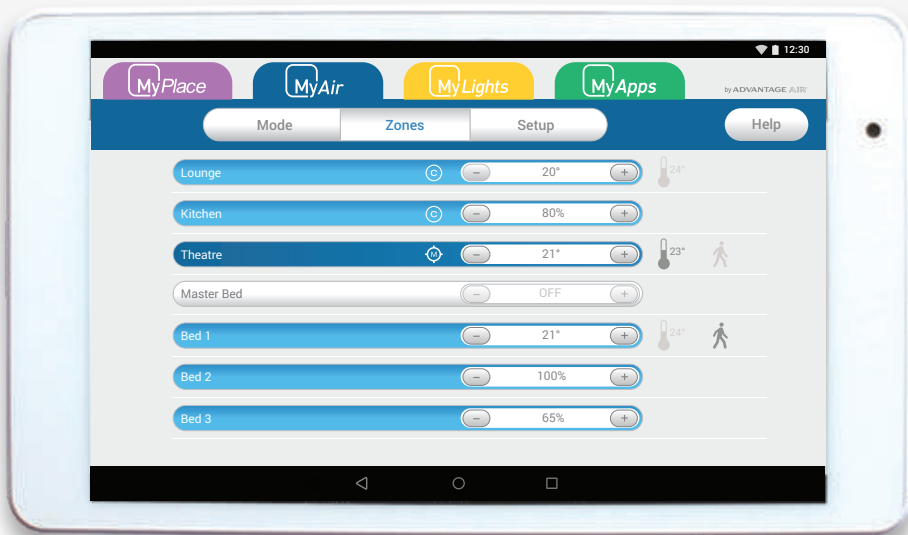 12:30
MyPlace MyAir MyLights MyApps by ADVANTAGE AIR
Mode Zones Setup Help
Lounge C − 20° + 24°
Kitchen C − 80% +
Theatre M − 21° + 23°
Master Bed − OFF +
Bed 1 − 21° + 24°
Bed 2 − 100% +
Bed 3 − 65% +